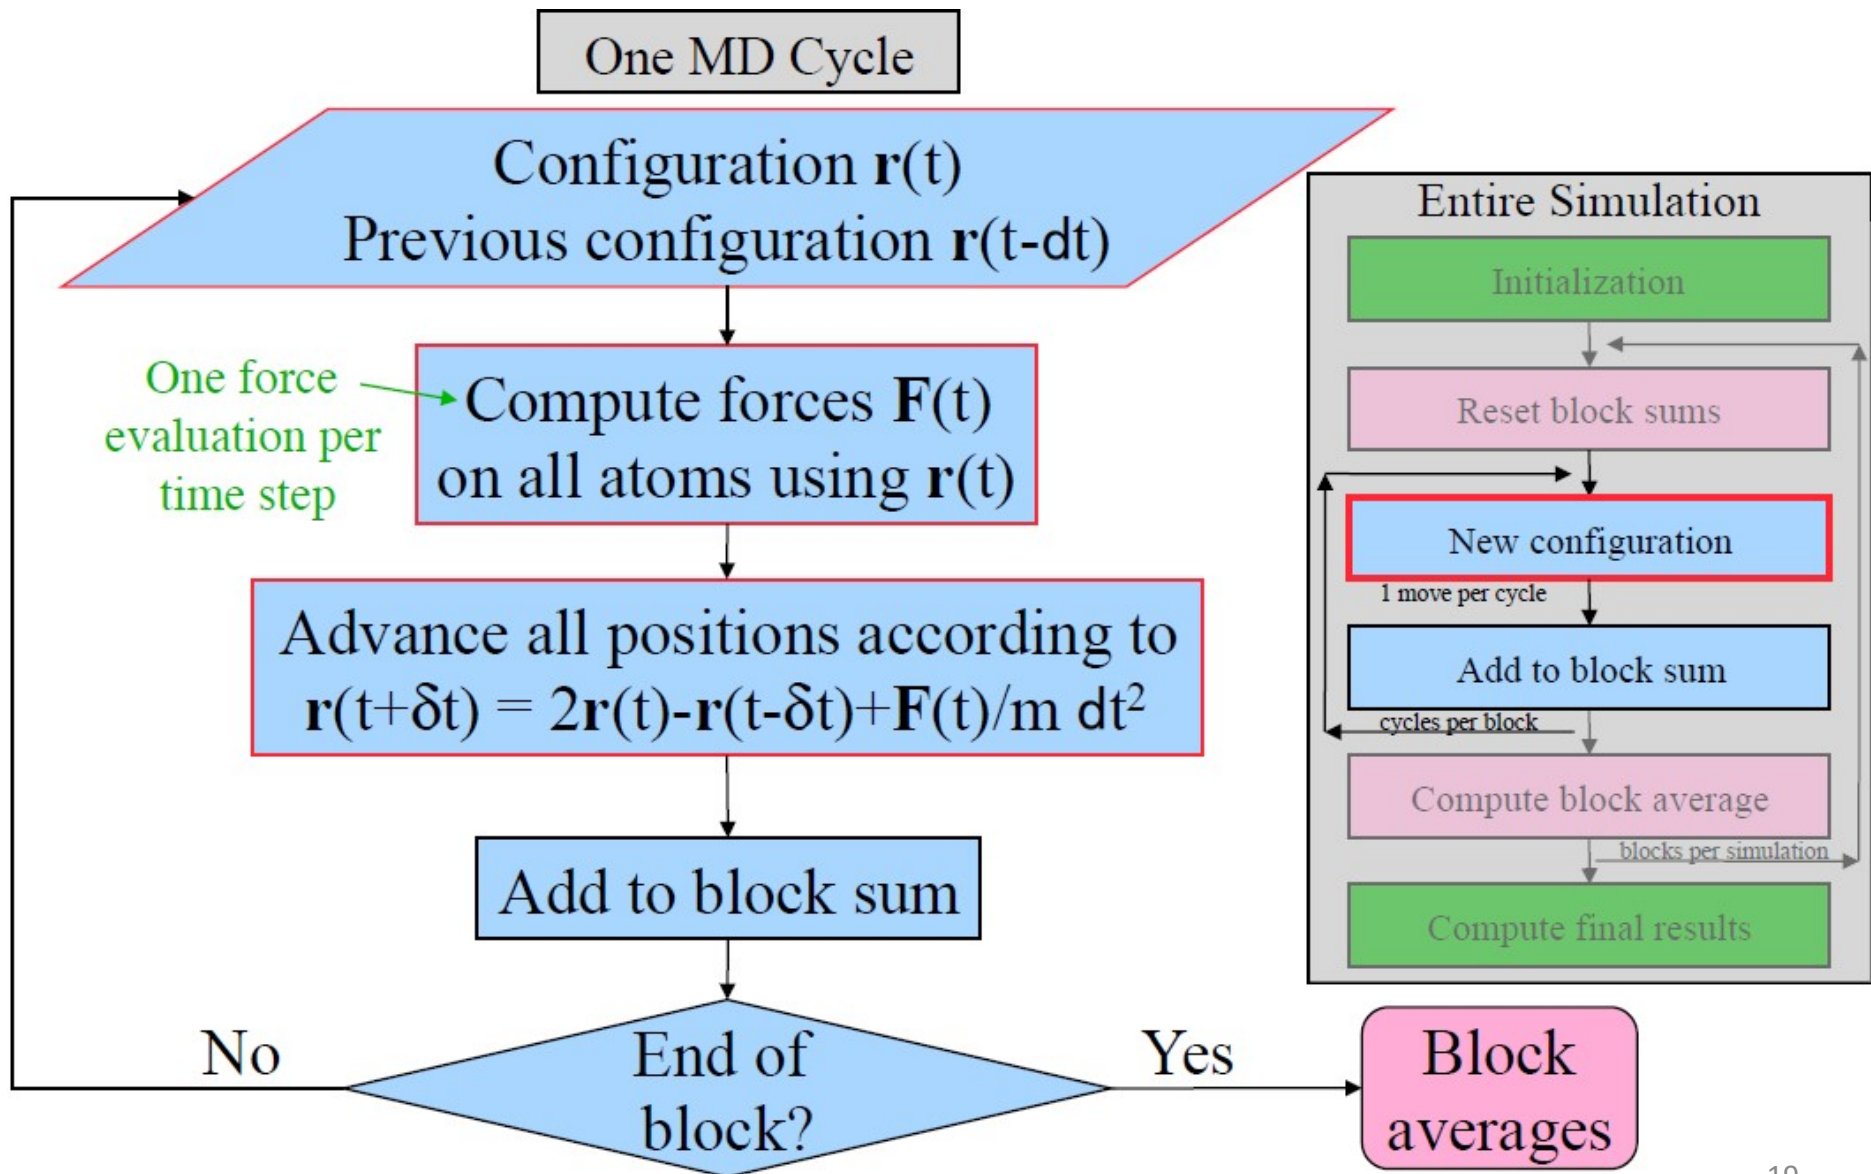 One MD Cycle
Configuration r(t)
Previous configuration r(t-dt)
One force
evaluation per
time step
Compute forces F(t)
on all atoms using r(t)
Advance all positions according to
r(t+δt) = 2r(t)-r(t-δt)+F(t)/m dt²
Add to block sum
End of
block?
No
Yes
Block
averages
Entire Simulation
Initialization
Reset block sums
New configuration
1 move per cycle
Add to block sum
cycles per block
Compute block average
blocks per simulation
Compute final results